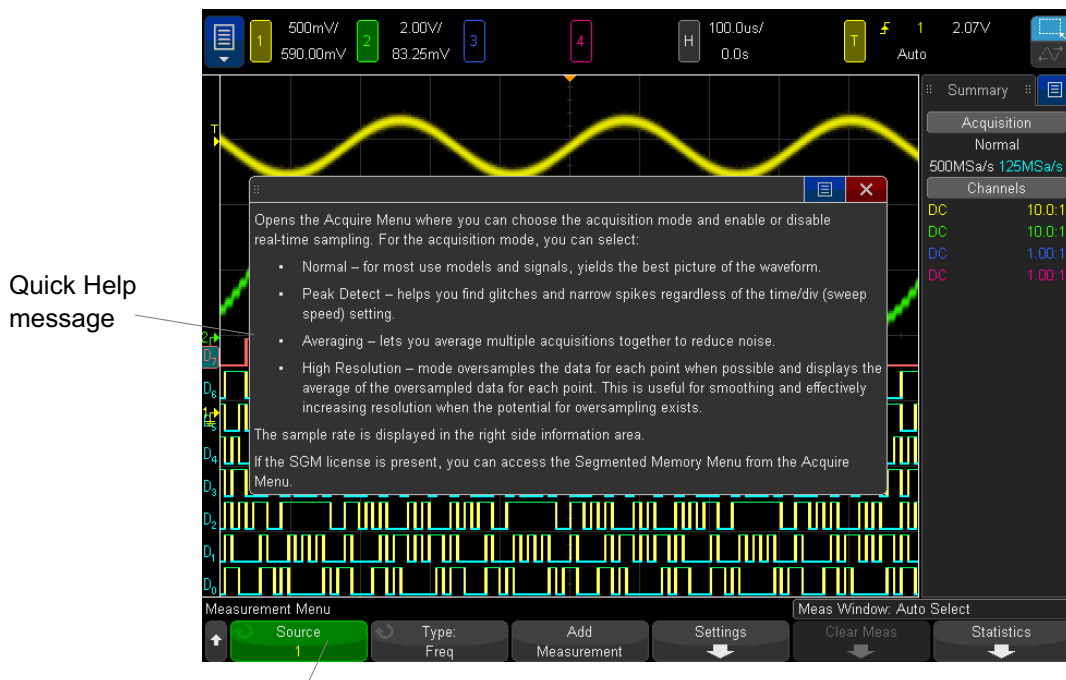 500mV/ 2.00V/ 100.0us/ 1 2.07V
1 2 3 4 H T
590.00mV 83.25mV 0.0s Auto
Summary
Acquisition
Normal
500MSa/s 125MSa/s
Channels
DC 10.0:1
DC 10.0:1
DC 1.00:1
DC 1.00:1
T
Opens the Acquire Menu where you can choose the acquisition mode and enable or disable
real-time sampling. For the acquisition mode, you can select:
▪ Normal – for most use models and signals, yields the best picture of the waveform.
▪ Peak Detect – helps you find glitches and narrow spikes regardless of the time/div (sweep
speed) setting.
▪ Averaging – lets you average multiple acquisitions together to reduce noise.
▪ High Resolution – mode oversamples the data for each point when possible and displays the
average of the oversampled data for each point. This is useful for smoothing and effectively
increasing resolution when the potential for oversampling exists.
The sample rate is displayed in the right side information area.
If the SGM license is present, you can access the Segmented Memory Menu from the Acquire
Menu.
Quick Help
message
2
D7
D6
1
D4
D3
D2
D1
D0
Measurement Menu
Meas Window: Auto Select
Source
1
Type:
Freq
Add
Measurement
Settings
Clear Meas
Statistics